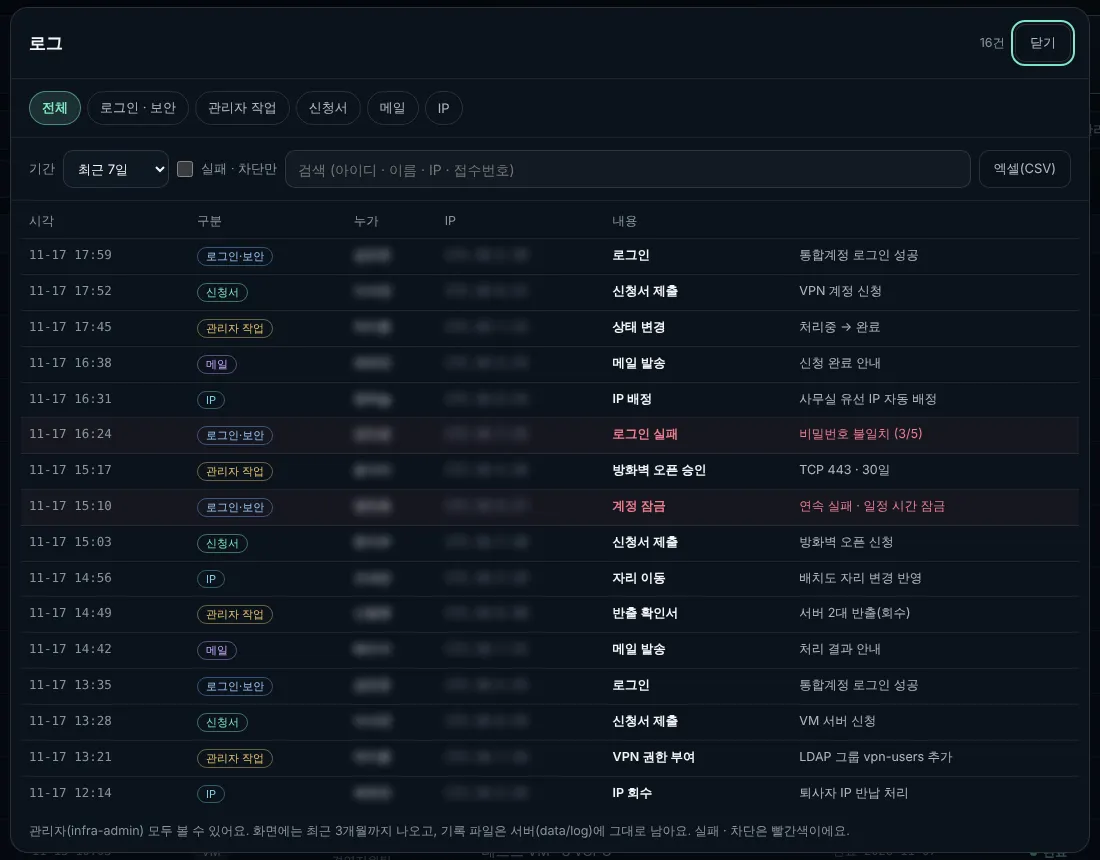 로그 16건 닫기
전체 로그인 · 보안 관리자 작업 신청서 메일 IP
기간 최근 7일 실패 · 차단만 검색 (아이디 · 이름 · IP · 접수번호) 엑셀(CSV)
시각 구분 누가 IP 내용
11-17 17:59 로그인·보안 로그인 통합계정 로그인 성공
11-17 17:52 신청서 신청서 제출 VPN 계정 신청
11-17 17:45 관리자 작업 상태 변경 처리중 → 완료
11-17 16:38 메일 메일 발송 신청 완료 안내
11-17 16:31 IP IP 배정 사무실 유선 IP 자동 배정
11-17 16:24 로그인·보안 로그인 실패 비밀번호 불일치 (3/5)
11-17 15:17 관리자 작업 방화벽 오픈 승인 TCP 443 · 30일
11-17 15:10 로그인·보안 계정 잠금 연속 실패 · 일정 시간 잠금
11-17 15:03 신청서 신청서 제출 방화벽 오픈 신청
11-17 14:56 IP 자리 이동 배치도 자리 변경 반영
11-17 14:49 관리자 작업 반출 확인서 서버 2대 반출(회수)
11-17 14:42 메일 메일 발송 처리 결과 안내
11-17 13:35 로그인·보안 로그인 통합계정 로그인 성공
11-17 13:28 신청서 신청서 제출 VM 서버 신청
11-17 13:21 관리자 작업 VPN 권한 부여 LDAP 그룹 vpn-users 추가
11-17 12:14 IP IP 회수 퇴사자 IP 반납 처리
관리자(infra-admin) 모두 볼 수 있어요. 화면에는 최근 3개월까지 나오고, 기록 파일은 서버(data/log)에 그대로 남아요. 실패 · 차단은 빨간색이에요.